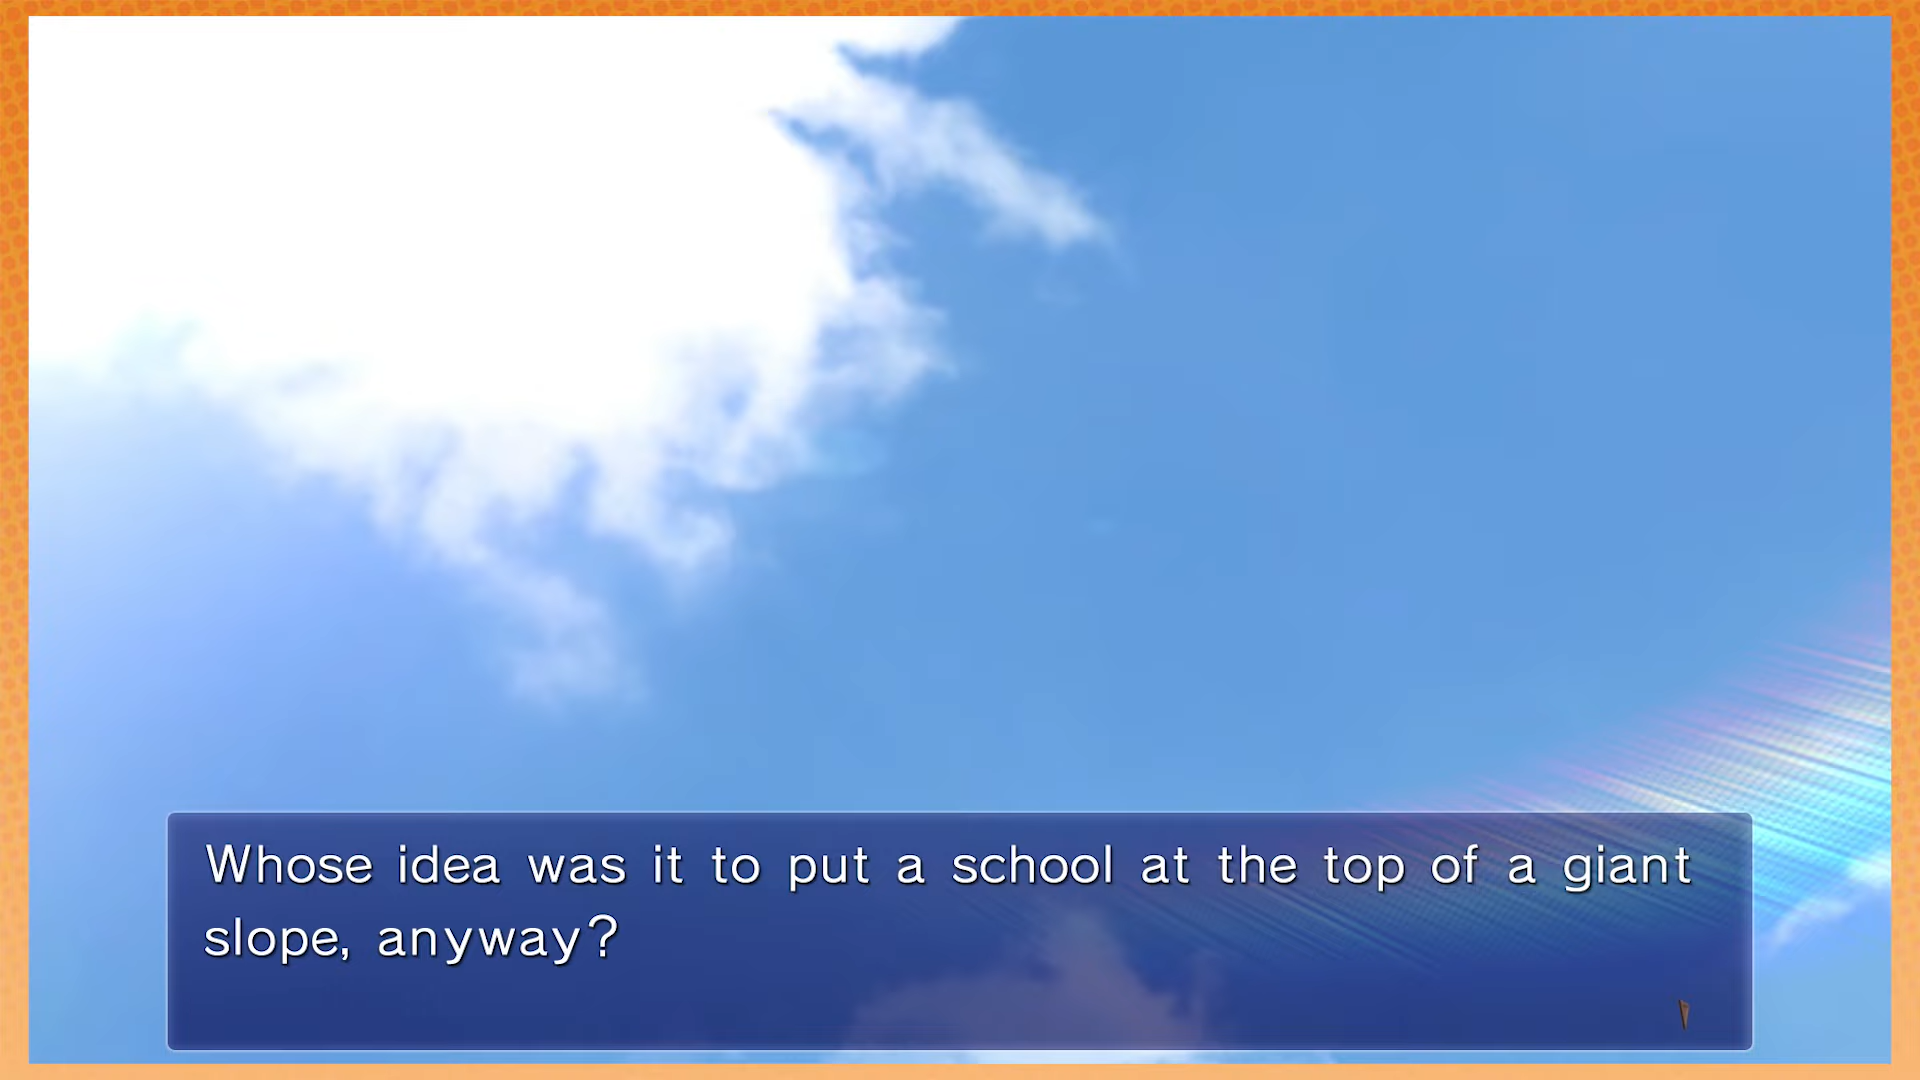 Whose idea was it to put a school at the top of a giant
slope, anyway?